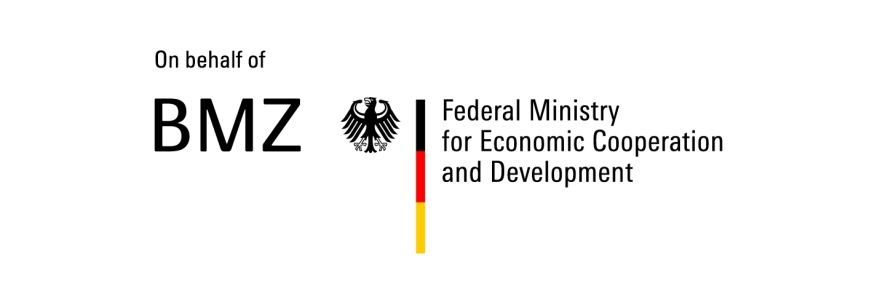 On behalf of
BMZ
Federal Ministry
for Economic Cooperation
and Development